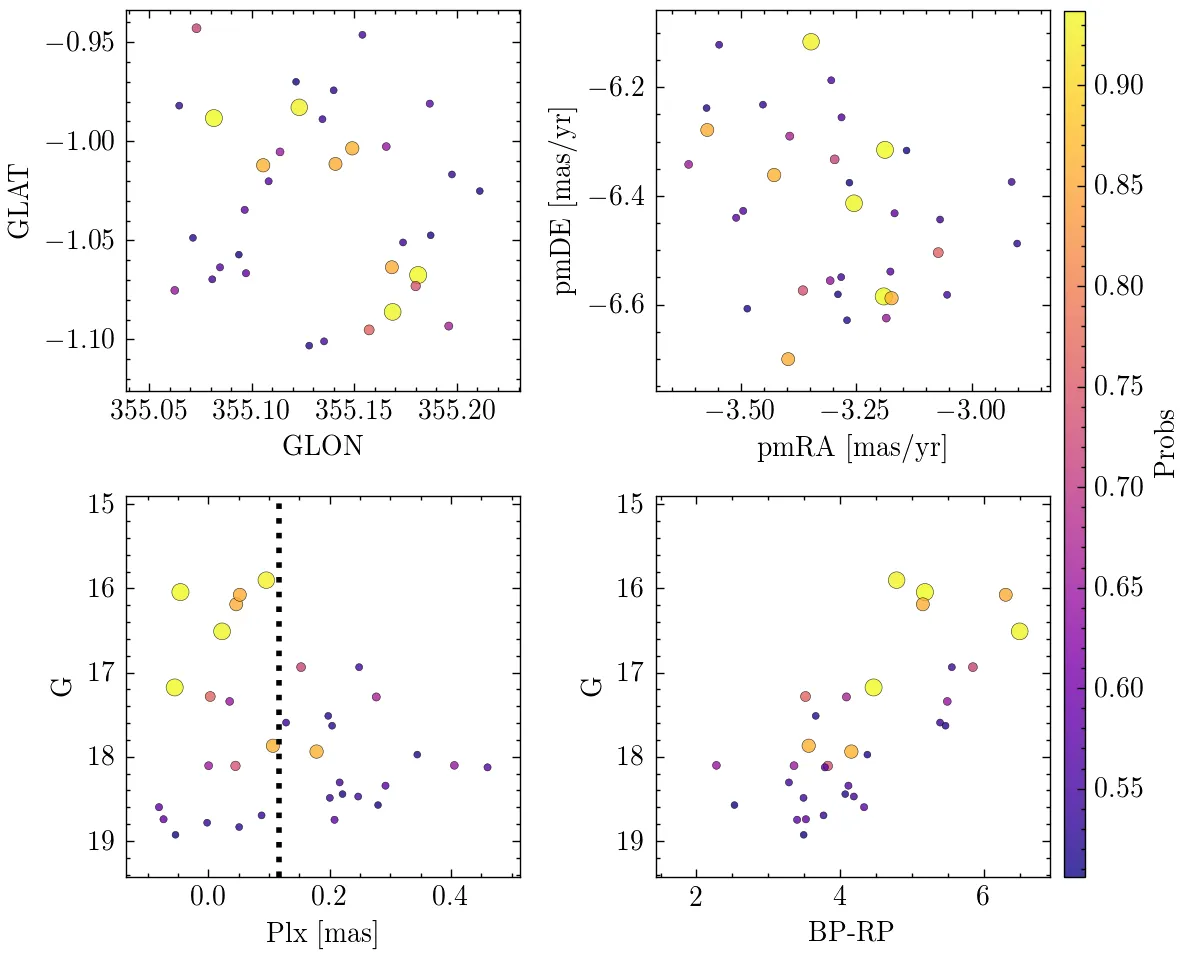 −0.95
−1.00
−1.05
−1.10
GLAT
355.05 355.10 355.15 355.20
GLON
−6.2
−6.4
−6.6
pmDE [mas/yr]
−3.50 −3.25 −3.00
pmRA [mas/yr]
0.90
0.85
0.80
0.75
0.70
0.65
0.60
0.55
Probs
15
16
17
18
19
G
0.0 0.2 0.4
Plx [mas]
15
16
17
18
19
G
2 4 6
BP-RP